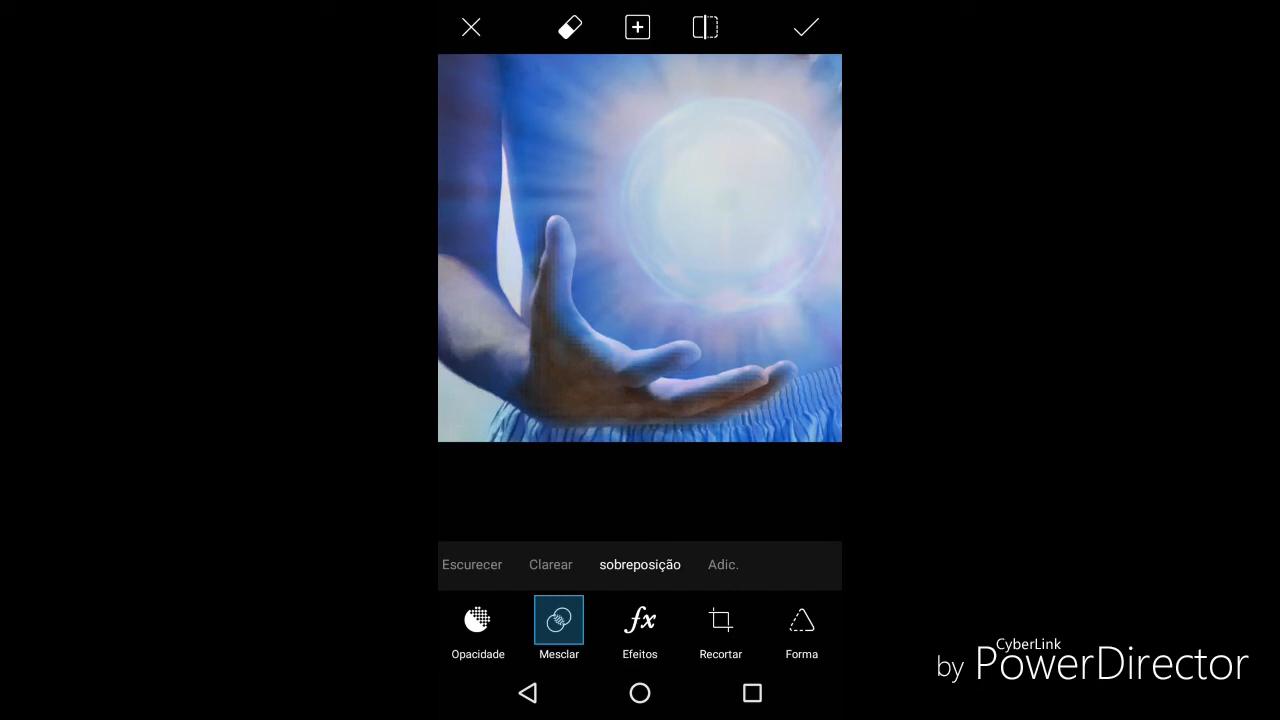 Escurecer Clarear sobreposição Adic.
Opacidade Mesclar fx Efeitos Recortar Forma
CyberLink
by PowerDirector